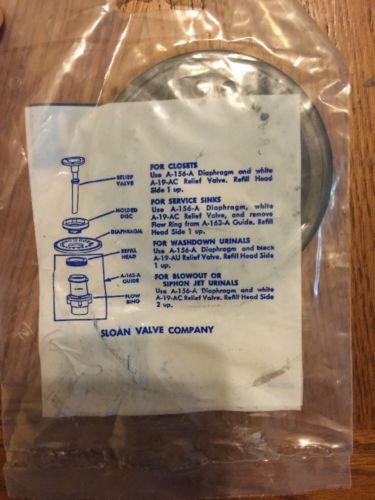 RELIEF
VALVE
MOLDED
DISC
DIAPHRAGM
REFILL
HEAD
A-163-A
GUIDE
FLOW
RING
FOR CLOSETS
Use A-156-A Diaphragm and white
A-19-AC Relief Valve. Refill Head
Side 1 up.
FOR SERVICE SINKS
Use A-156-A Diaphragm, white
A-19-AC Relief Valve, and remove
Flow Ring from A-163-A Guide. Refill
Head Side 1 up.
FOR WASHDOWN URINALS
Use A-156-A Diaphragm and black
A-19-AU Relief Valve. Refill Head Side
1 up.
FOR BLOWOUT OR
SIPHON JET URINALS
Use A-156-A Diaphragm and white
A-19-AC Relief Valve. Refill Head Side
2 up.
SLOAN VALVE COMPANY